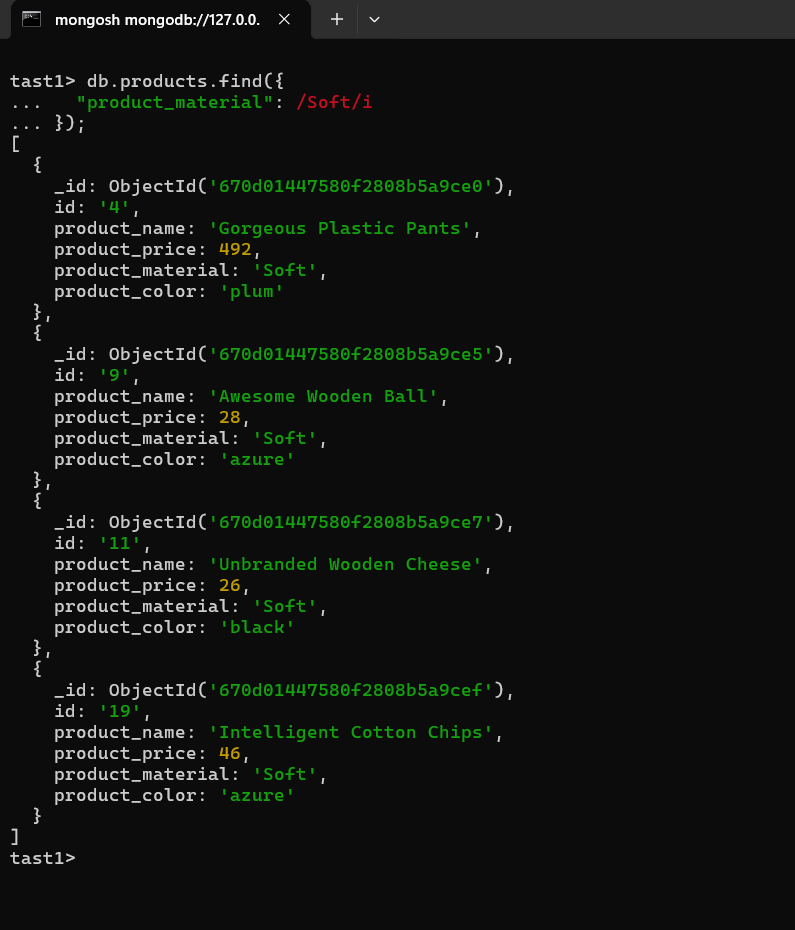 mongosh mongodb://127.0.0.
tast1> db.products.find({
...   "product_material": /Soft/i
... });
[
  {
    _id: ObjectId('670d01447580f2808b5a9ce0'),
    id: '4',
    product_name: 'Gorgeous Plastic Pants',
    product_price: 492,
    product_material: 'Soft',
    product_color: 'plum'
  },
  {
    _id: ObjectId('670d01447580f2808b5a9ce5'),
    id: '9',
    product_name: 'Awesome Wooden Ball',
    product_price: 28,
    product_material: 'Soft',
    product_color: 'azure'
  },
  {
    _id: ObjectId('670d01447580f2808b5a9ce7'),
    id: '11',
    product_name: 'Unbranded Wooden Cheese',
    product_price: 26,
    product_material: 'Soft',
    product_color: 'black'
  },
  {
    _id: ObjectId('670d01447580f2808b5a9cef'),
    id: '19',
    product_name: 'Intelligent Cotton Chips',
    product_price: 46,
    product_material: 'Soft',
    product_color: 'azure'
  }
]
tast1>